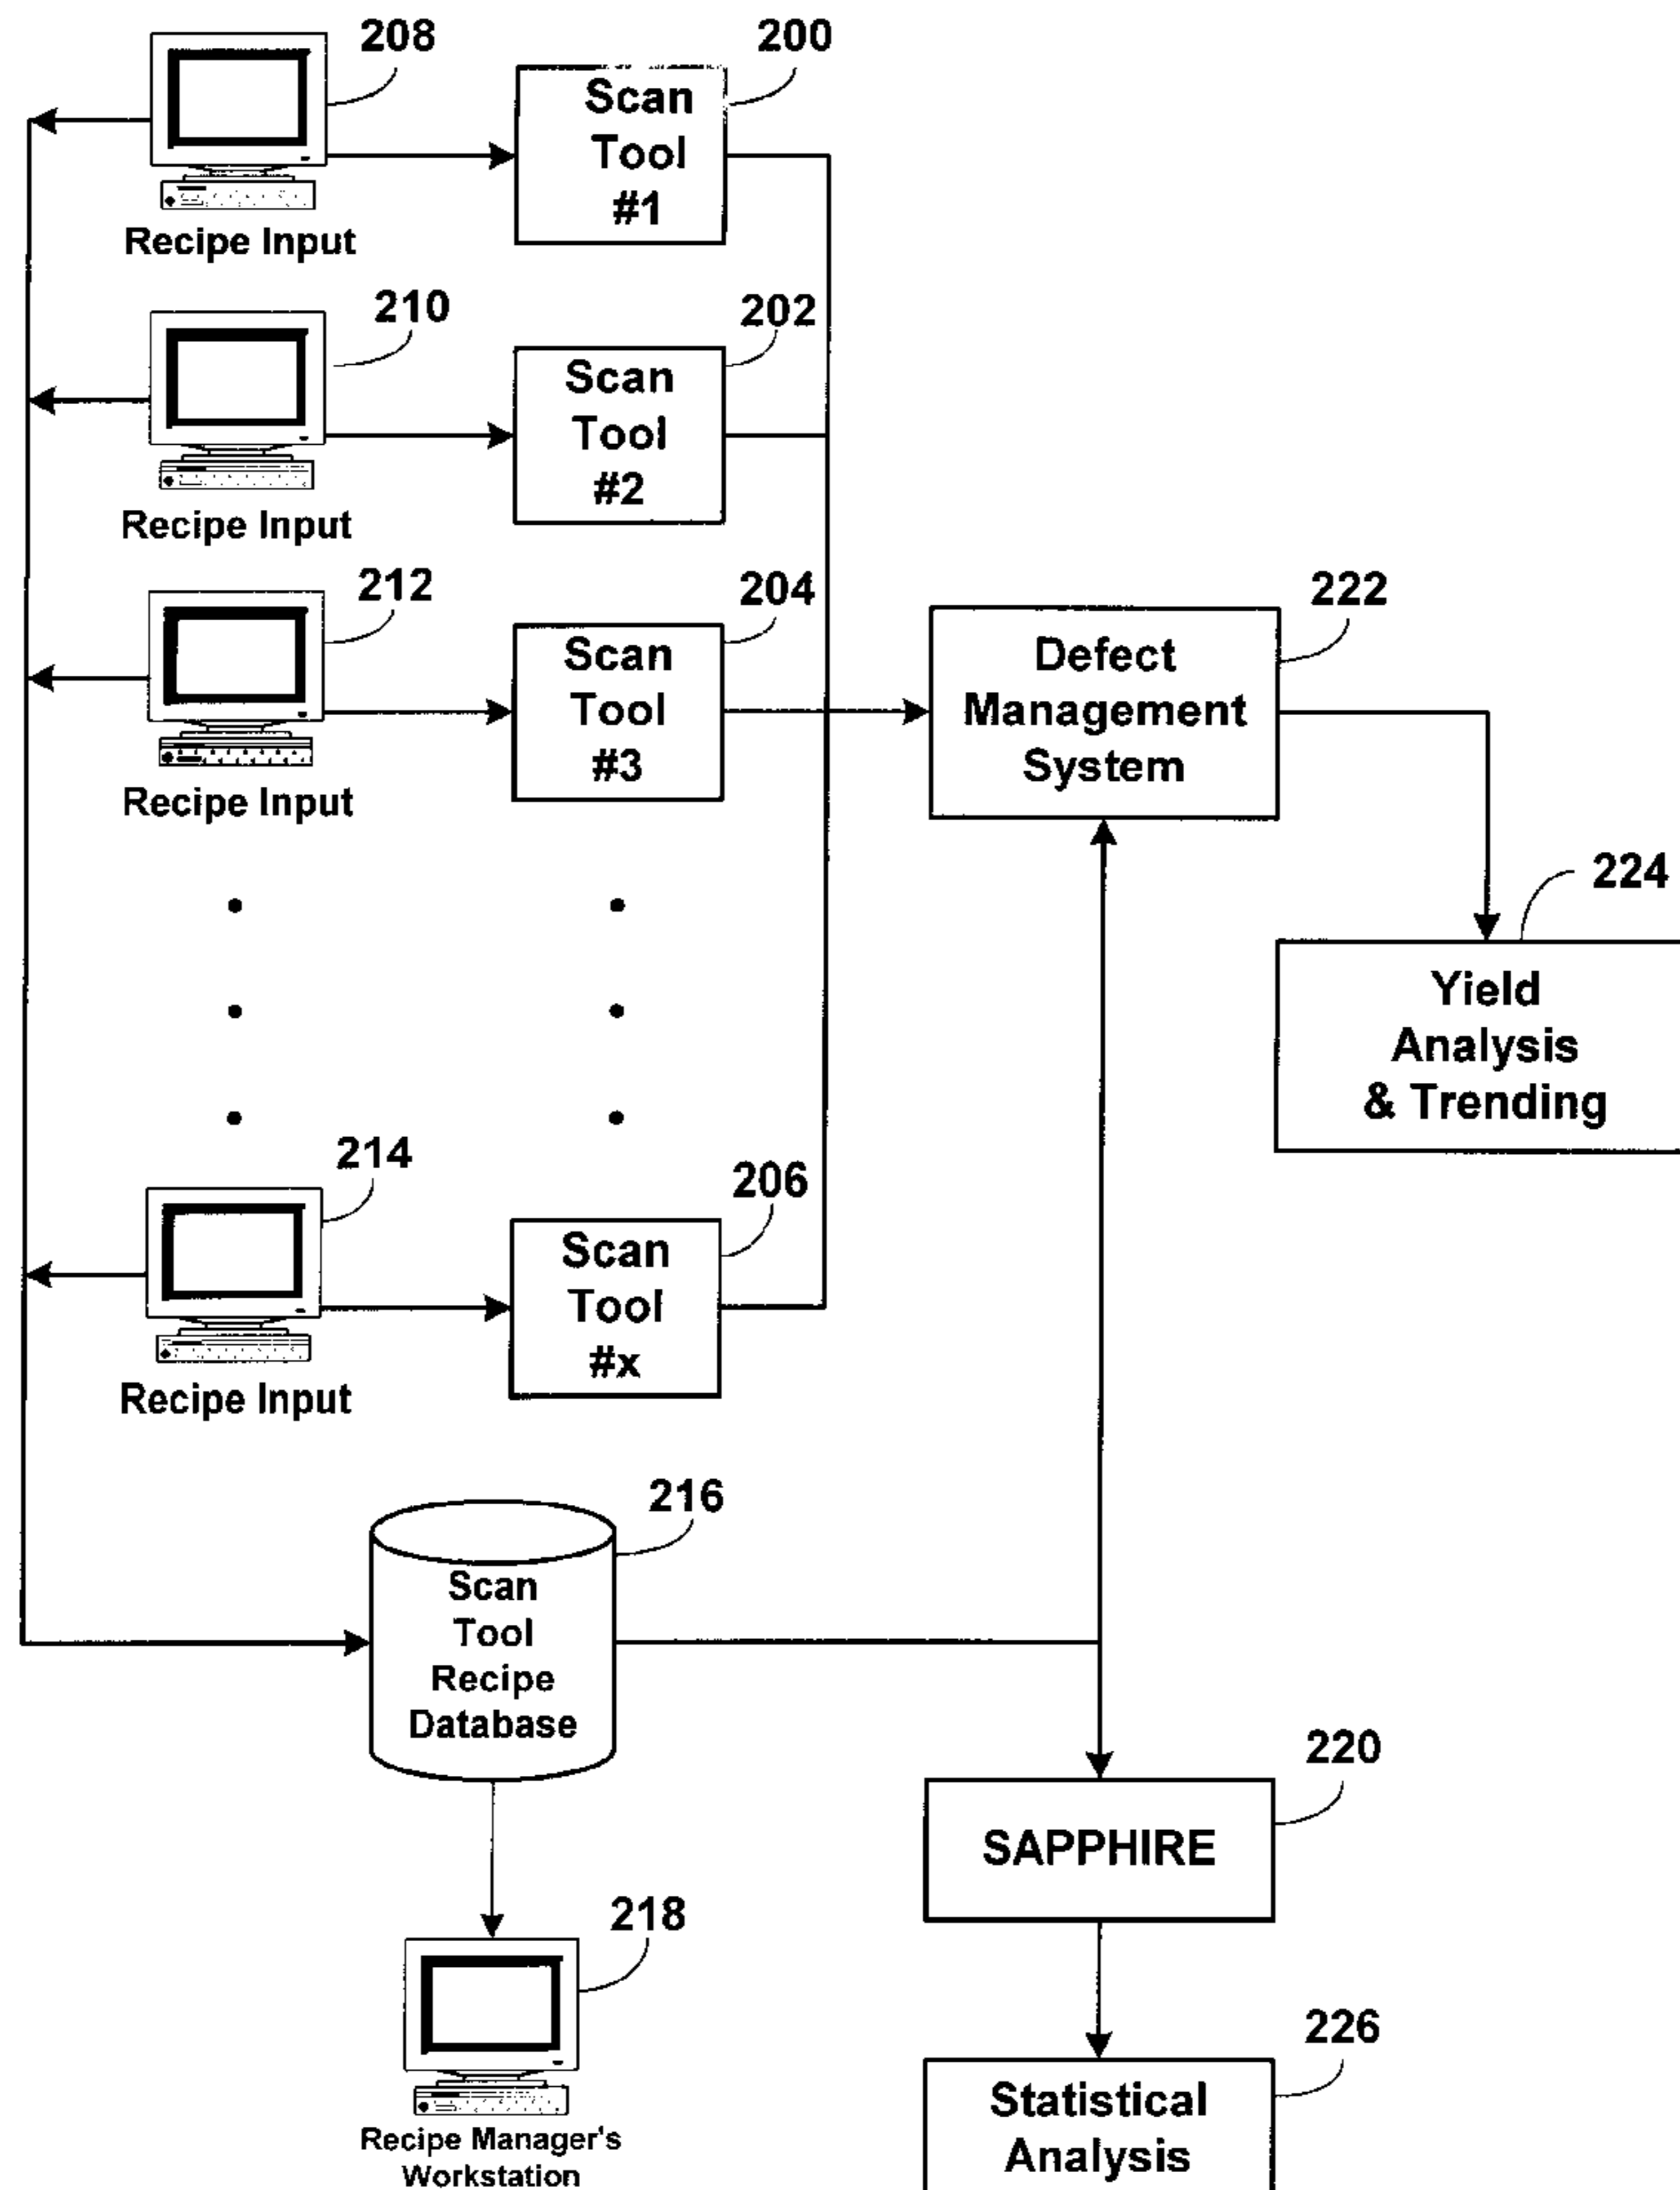 208
200
Scan
Tool
#1
Recipe Input
210
202
Scan
Tool
#2
Recipe Input
212
204
222
Scan
Tool
#3
Defect
Management
System
Recipe Input
224
Yield
Analysis
& Trending
214
206
Scan
Tool
#x
Recipe Input
216
Scan
Tool
Recipe
Database
220
SAPPHIRE
218
226
Recipe Manager's
Workstation
Statistical
Analysis